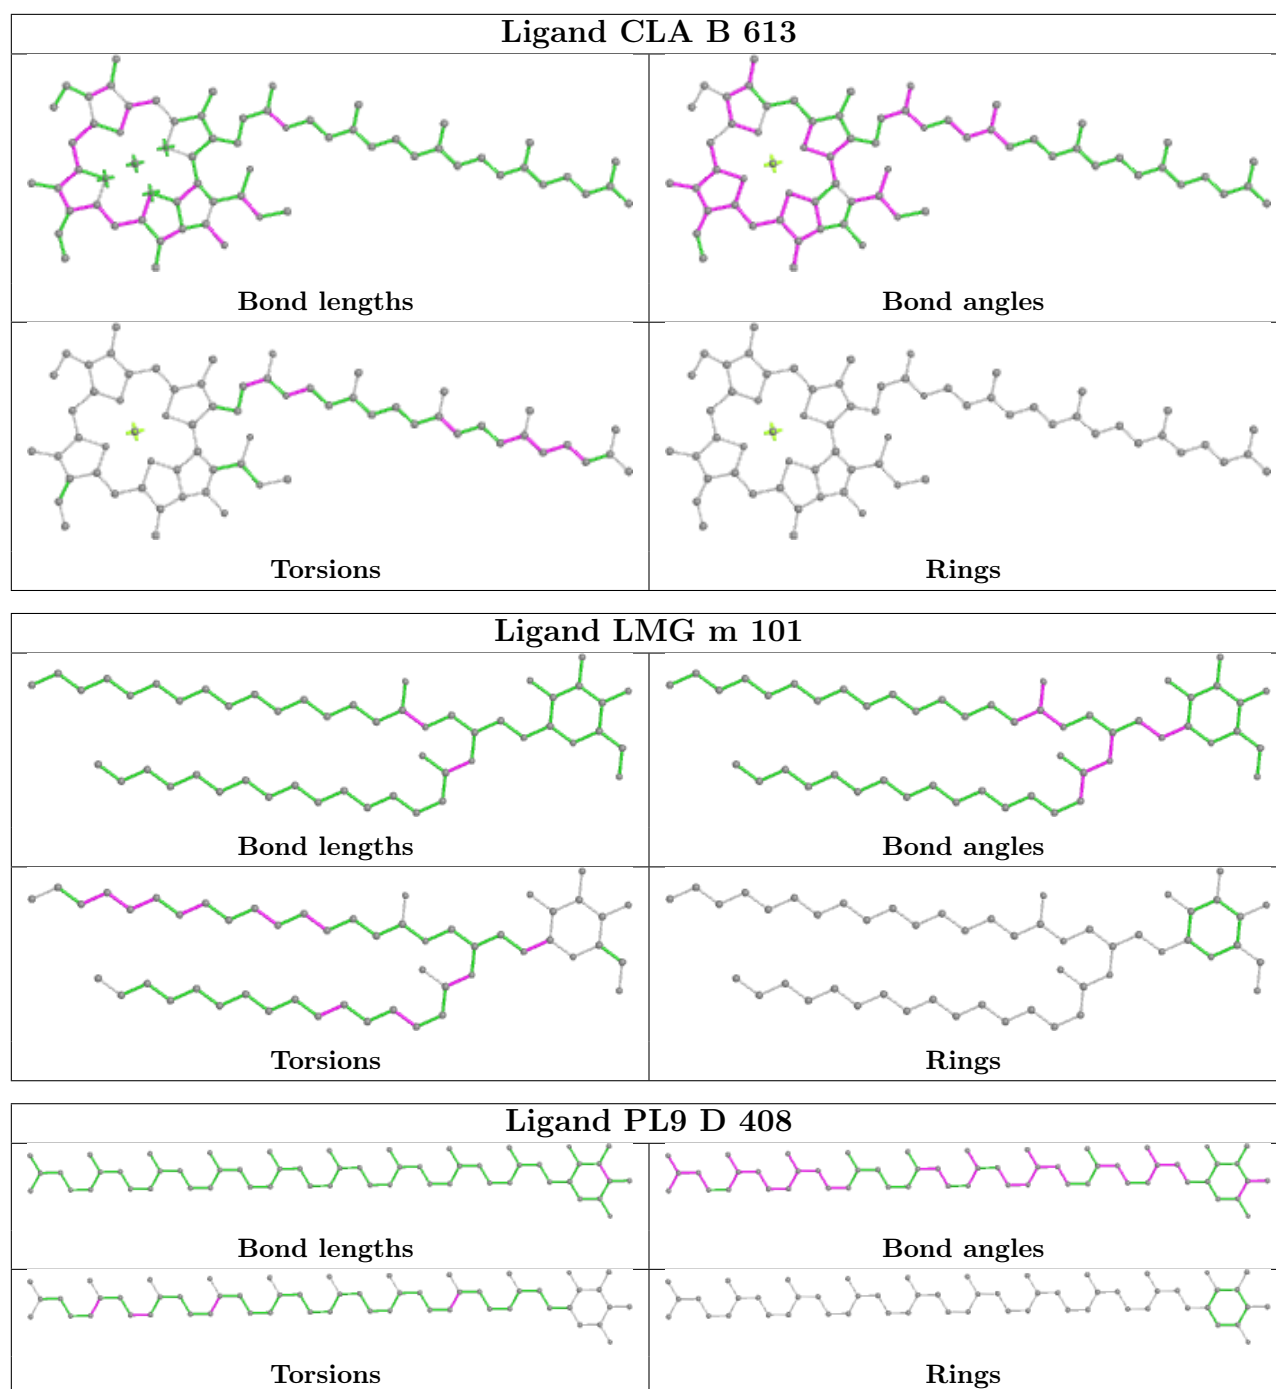 Ligand CLA B 613
Bond lengths
Bond angles
Torsions
Rings
Ligand LMG m 101
Bond lengths
Bond angles
Torsions
Rings
Ligand PL9 D 408
Bond lengths
Bond angles
Torsions
Rings